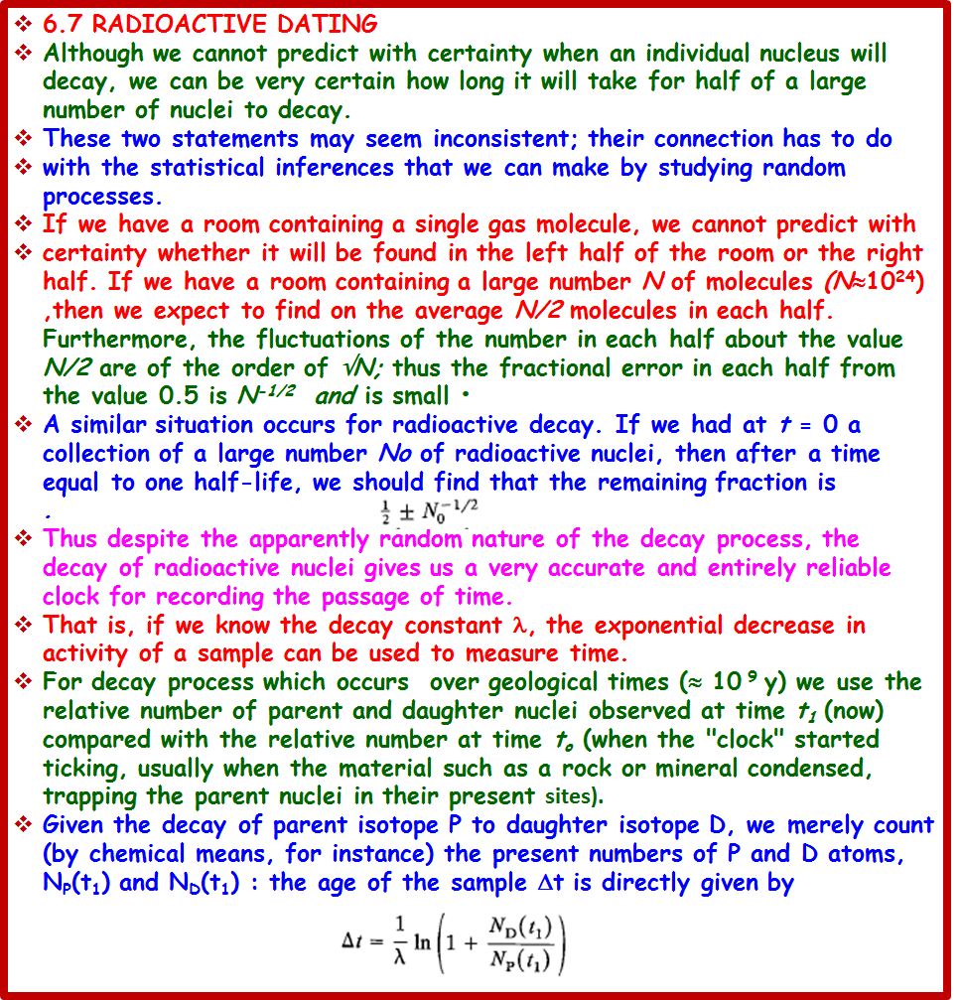 ❖ 6.7 RADIOACTIVE DATING
❖ Although we cannot predict with certainty when an individual nucleus will
decay, we can be very certain how long it will take for half of a large
number of nuclei to decay.
❖ These two statements may seem inconsistent; their connection has to do
❖ with the statistical inferences that we can make by studying random
processes.
❖ If we have a room containing a single gas molecule, we cannot predict with
❖ certainty whether it will be found in the left half of the room or the right
half. If we have a room containing a large number N of molecules (N≈10²⁴)
,then we expect to find on the average N/2 molecules in each half.
Furthermore, the fluctuations of the number in each half about the value
N/2 are of the order of √N; thus the fractional error in each half from
the value 0.5 is N⁻¹/² and is small •
❖ A similar situation occurs for radioactive decay. If we had at t = 0 a
collection of a large number No of radioactive nuclei, then after a time
equal to one half-life, we should find that the remaining fraction is
. ½ ± N₀⁻¹/²
❖ Thus despite the apparently random nature of the decay process, the
decay of radioactive nuclei gives us a very accurate and entirely reliable
clock for recording the passage of time.
❖ That is, if we know the decay constant λ, the exponential decrease in
activity of a sample can be used to measure time.
❖ For decay process which occurs over geological times (≈ 10 ⁹ y) we use the
relative number of parent and daughter nuclei observed at time t₁ (now)
compared with the relative number at time tₒ (when the "clock" started
ticking, usually when the material such as a rock or mineral condensed,
trapping the parent nuclei in their present sites).
❖ Given the decay of parent isotope P to daughter isotope D, we merely count
(by chemical means, for instance) the present numbers of P and D atoms,
N_P(t₁) and N_D(t₁) : the age of the sample Δt is directly given by
Δt = 1/λ ln(1 + N_D(t₁)/N_P(t₁))